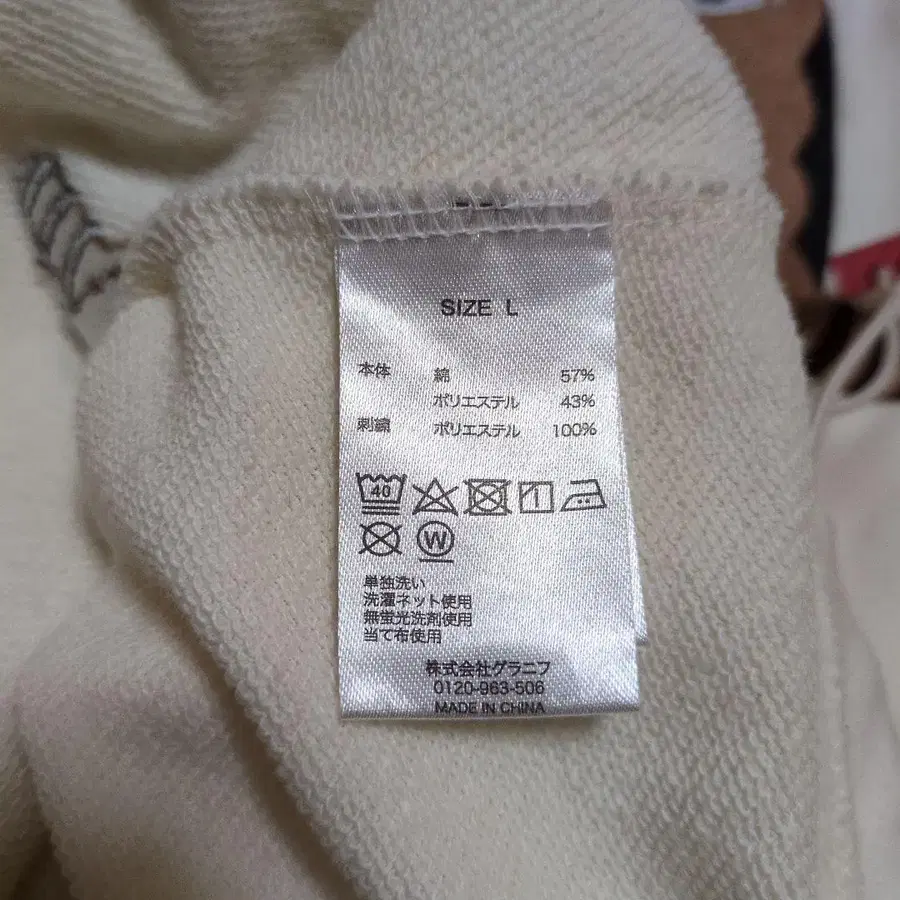 SIZE L
本体 綿 57%
ポリエステル 43%
刺繍 ポリエステル 100%
40
W
単独洗い
洗濯ネット使用
無蛍光洗剤使用
当て布使用
株式会社グラニフ
0120-963-506
MADE IN CHINA